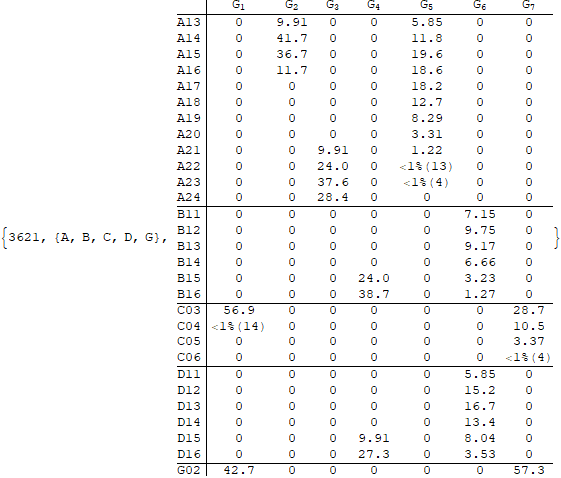 G₁ G₂ G₃ G₄ G₅ G₆ G₇
A13 0 9.91 0 0 5.85 0 0
A14 0 41.7 0 0 11.8 0 0
A15 0 36.7 0 0 19.6 0 0
A16 0 11.7 0 0 18.6 0 0
A17 0 0 0 0 18.2 0 0
A18 0 0 0 0 12.7 0 0
A19 0 0 0 0 8.29 0 0
A20 0 0 0 0 3.31 0 0
A21 0 0 9.91 0 1.22 0 0
A22 0 0 24.0 0 <1%(13) 0 0
A23 0 0 37.6 0 <1%(4) 0 0
A24 0 0 28.4 0 0 0 0
B11 0 0 0 0 0 7.15 0
B12 0 0 0 0 0 9.75 0
{3621, {A, B, C, D, G}, B13 0 0 0 0 0 9.17 0 }
B14 0 0 0 0 0 6.66 0
B15 0 0 0 24.0 0 3.23 0
B16 0 0 0 38.7 0 1.27 0
C03 56.9 0 0 0 0 0 28.7
C04 <1%(14) 0 0 0 0 0 10.5
C05 0 0 0 0 0 0 3.37
C06 0 0 0 0 0 0 <1%(4)
D11 0 0 0 0 0 5.85 0
D12 0 0 0 0 0 15.2 0
D13 0 0 0 0 0 16.7 0
D14 0 0 0 0 0 13.4 0
D15 0 0 0 9.91 0 8.04 0
D16 0 0 0 27.3 0 3.53 0
G02 42.7 0 0 0 0 0 57.3